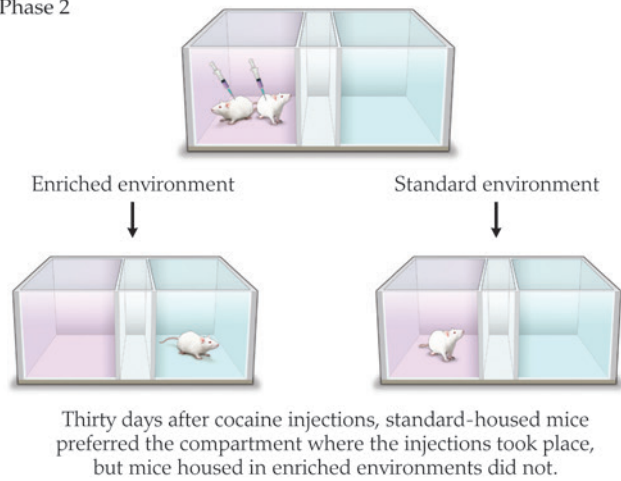 Phase 2
Enriched environment
Standard environment
Thirty days after cocaine injections, standard-housed mice
preferred the compartment where the injections took place,
but mice housed in enriched environments did not.